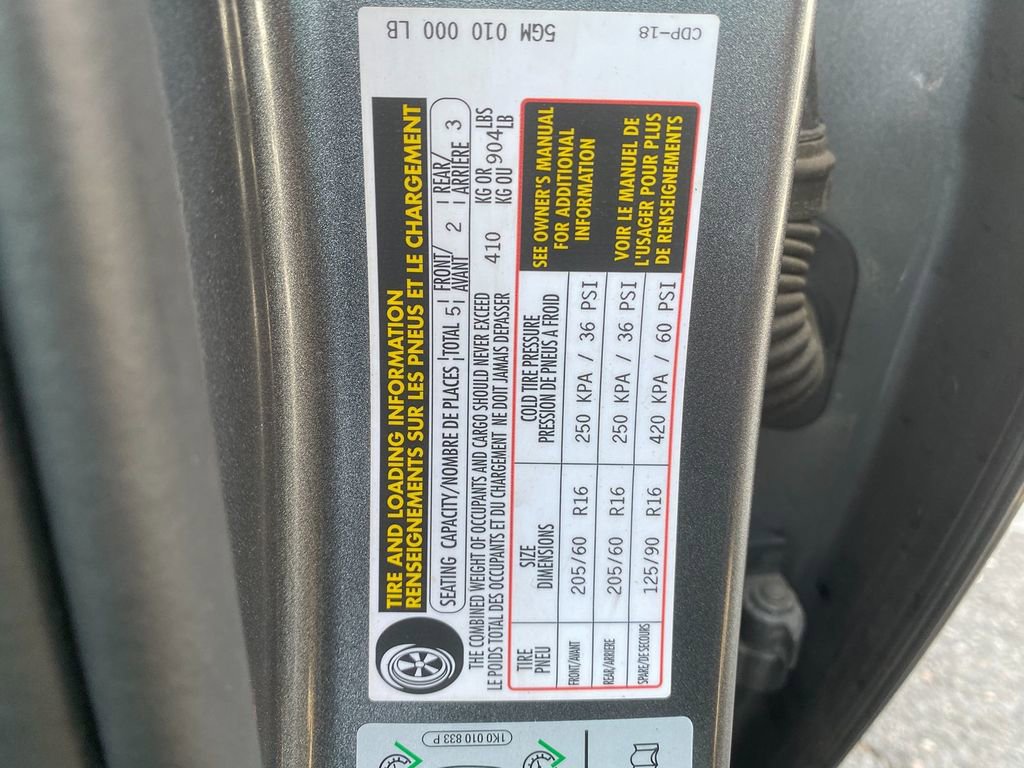 TIRE AND LOADING INFORMATION
RENSEIGNEMENTS SUR LES PNEUS ET LE CHARGEMENT
SEATING CAPACITY/NOMBRE DE PLACES | TOTAL 5 | FRONT/AVANT 2 | REAR/ARRIÈRE 3
THE COMBINED WEIGHT OF OCCUPANTS AND CARGO SHOULD NEVER EXCEED 410 KG OR 904 LBS
LE POIDS TOTAL DES OCCUPANTS ET DU CHARGEMENT NE DOIT JAMAIS DEPASSER KG OU LB
TIRE PNEU SIZE DIMENSIONS COLD TIRE PRESSURE PRESSION DE PNEUS À FROID
FRONT/AVANT 205/60 R16 250 KPA / 36 PSI
REAR/ARRIERE 205/60 R16 250 KPA / 36 PSI
SPARE/DE SECOURS 125/90 R16 420 KPA / 60 PSI
SEE OWNER'S MANUAL
FOR ADDITIONAL
INFORMATION
VOIR LE MANUEL DE
L'USAGER POUR PLUS
DE RENSEIGNEMENTS
5GM 010 000 LB
CDP-18
1K0 010 833 P